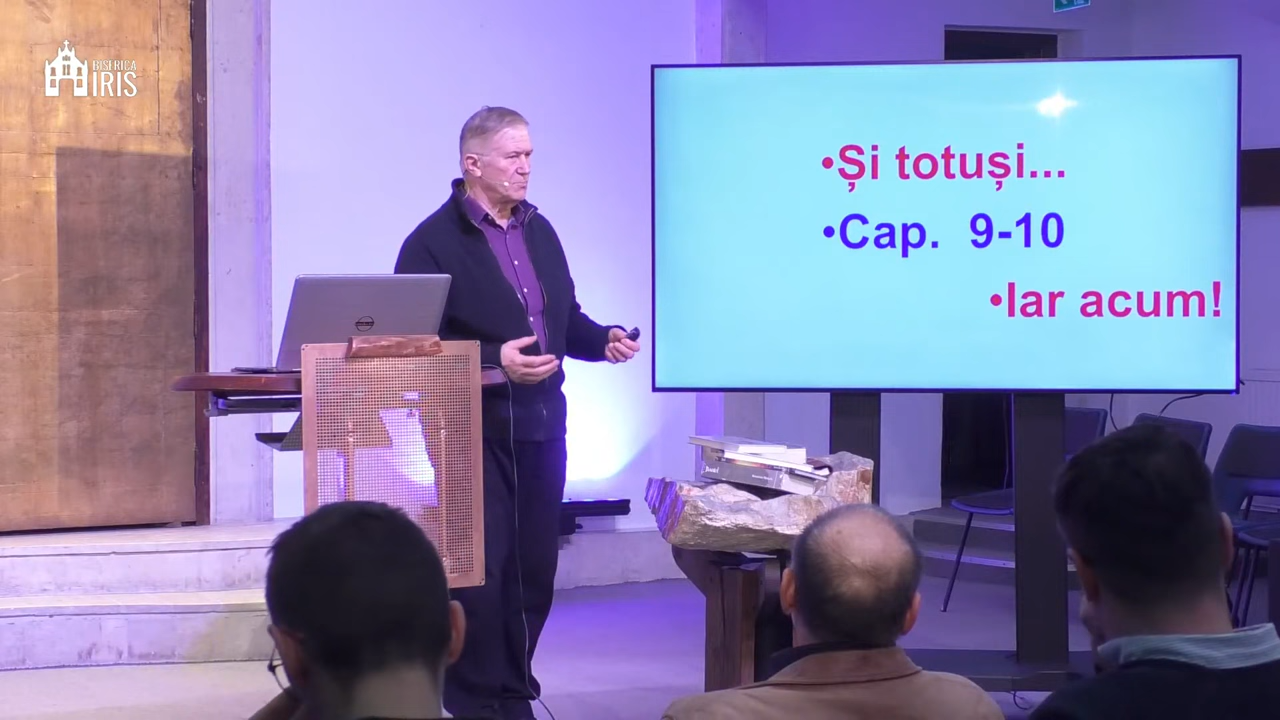 BISERICA
IRIS
•Și totuși...
•Cap. 9-10
•Iar acum!